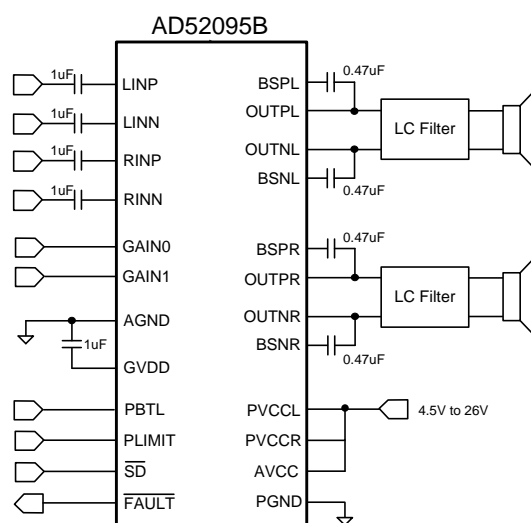 AD52095B
1uF LINP BSPL 0.47uF
OUTPL
1uF LINN LC Filter
1uF RINP OUTNL
1uF RINN BSNL 0.47uF
GAIN0 BSPR 0.47uF
GAIN1 OUTPR
LC Filter
AGND OUTNR
1uF BSNR 0.47uF
GVDD
PBTL PVCCL 4.5V to 26V
PLIMIT PVCCR
SD AVCC
FAULT PGND